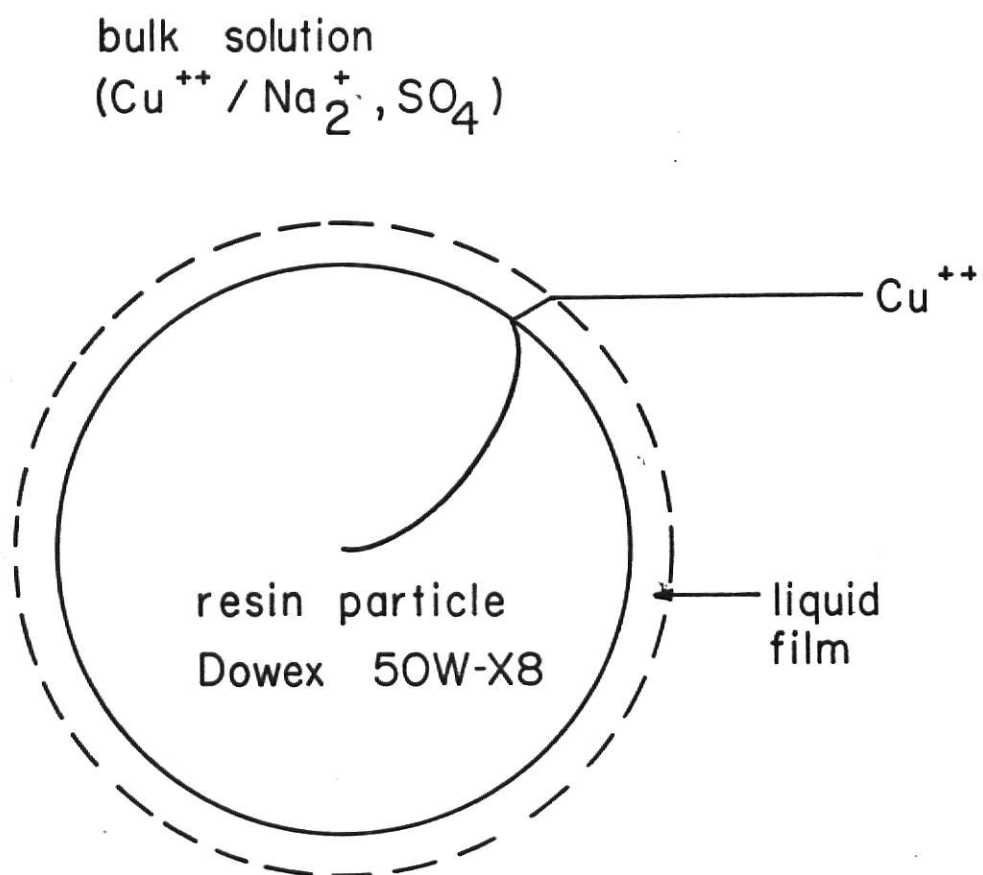 bulk solution
(Cu⁺⁺ / Na₂⁺, SO₄)
Cu⁺⁺
resin particle
Dowex 50W-X8
liquid
film